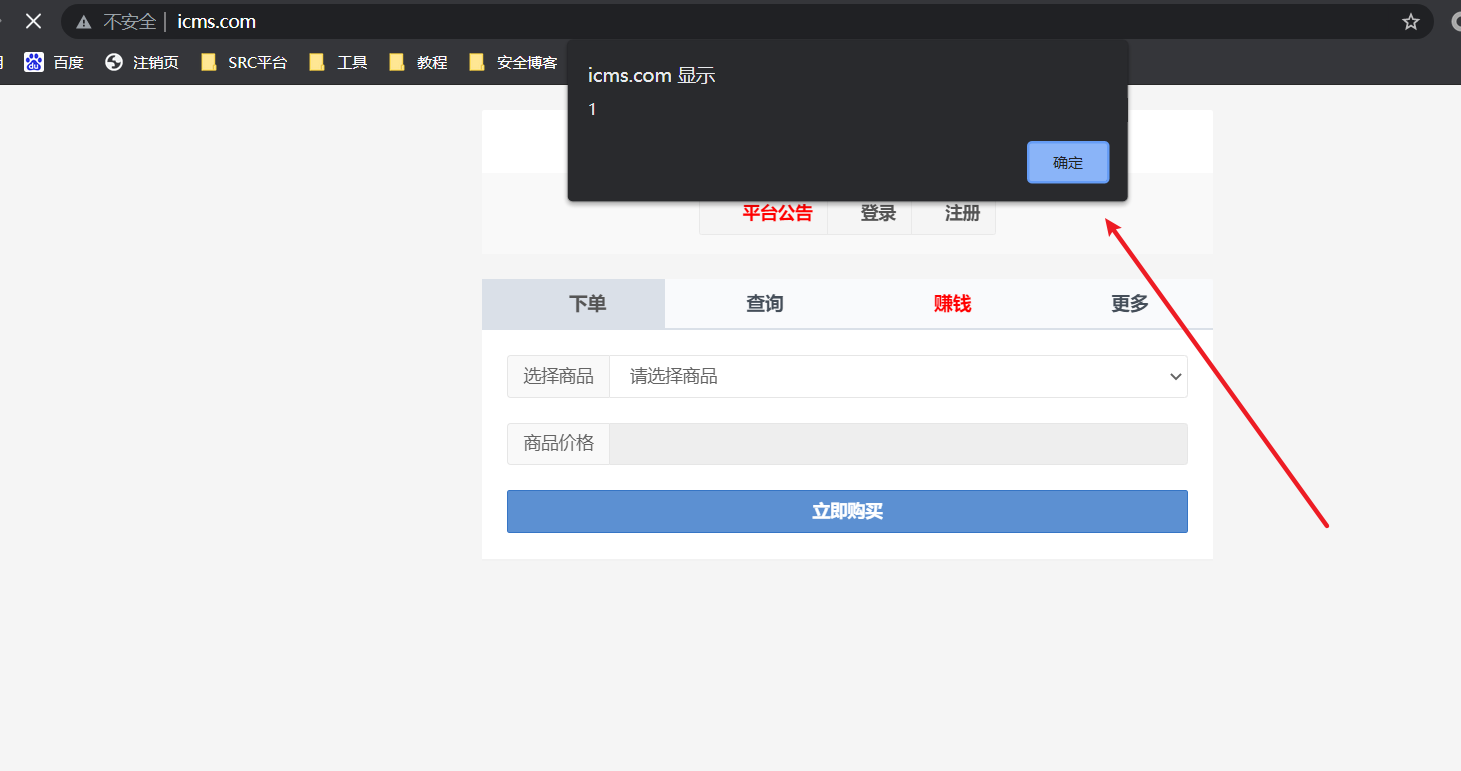 不安全 | icms.com
百度 注销页 SRC平台 工具 教程 安全博客
icms.com 显示
1
确定
平台公告 登录 注册
下单 查询 赚钱 更多
选择商品 请选择商品
商品价格
立即购买